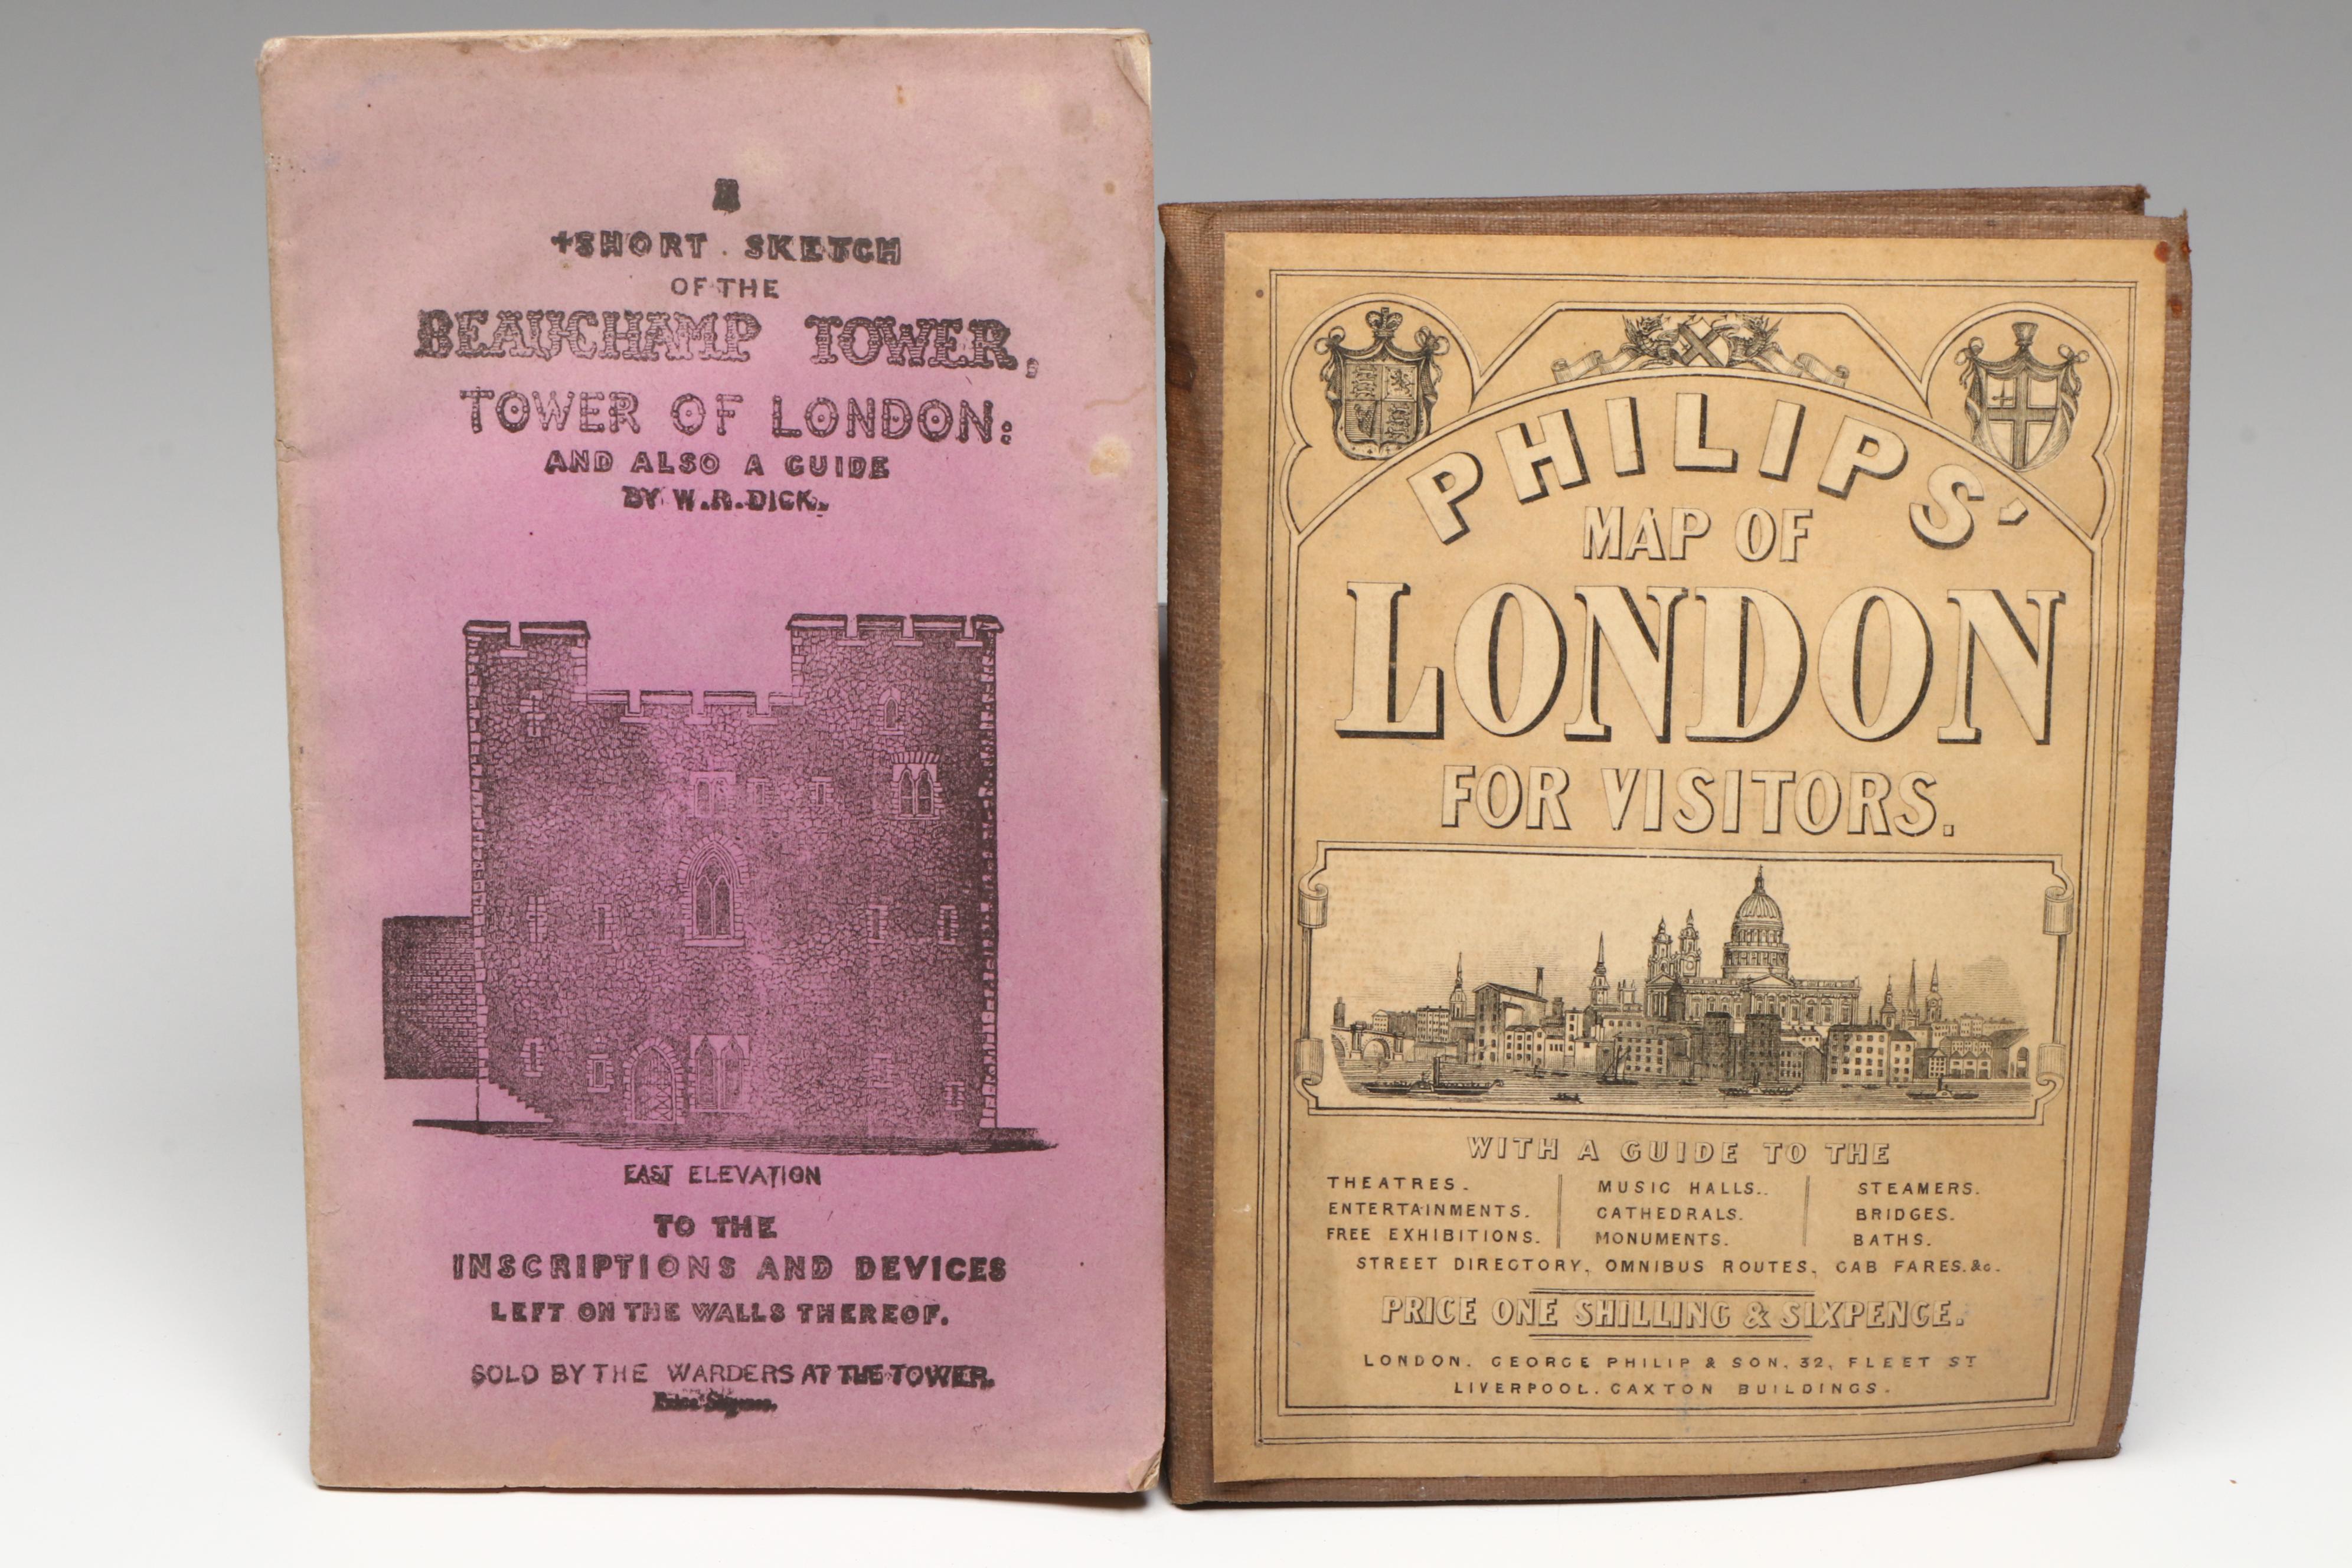 A
SHORT SKETCH
OF THE
BEAUCHAMP TOWER,
TOWER OF LONDON:
AND ALSO A GUIDE
BY W.R. DICK.
EAST ELEVATION
TO THE
INSCRIPTIONS AND DEVICES
LEFT ON THE WALLS THEREOF.
SOLD BY THE WARDERS AT THE TOWER.
Price Sixpence.
PHILIPS'
MAP OF
LONDON
FOR VISITORS.
WITH A GUIDE TO THE
THEATRES.
ENTERTAINMENTS.
FREE EXHIBITIONS.
MUSIC HALLS..
CATHEDRALS.
MONUMENTS.
STEAMERS.
BRIDGES.
BATHS.
STREET DIRECTORY, OMNIBUS ROUTES, CAB FARES.&c.
PRICE ONE SHILLING & SIXPENCE.
LONDON. GEORGE PHILIP & SON, 32, FLEET ST
LIVERPOOL. CAXTON BUILDINGS.